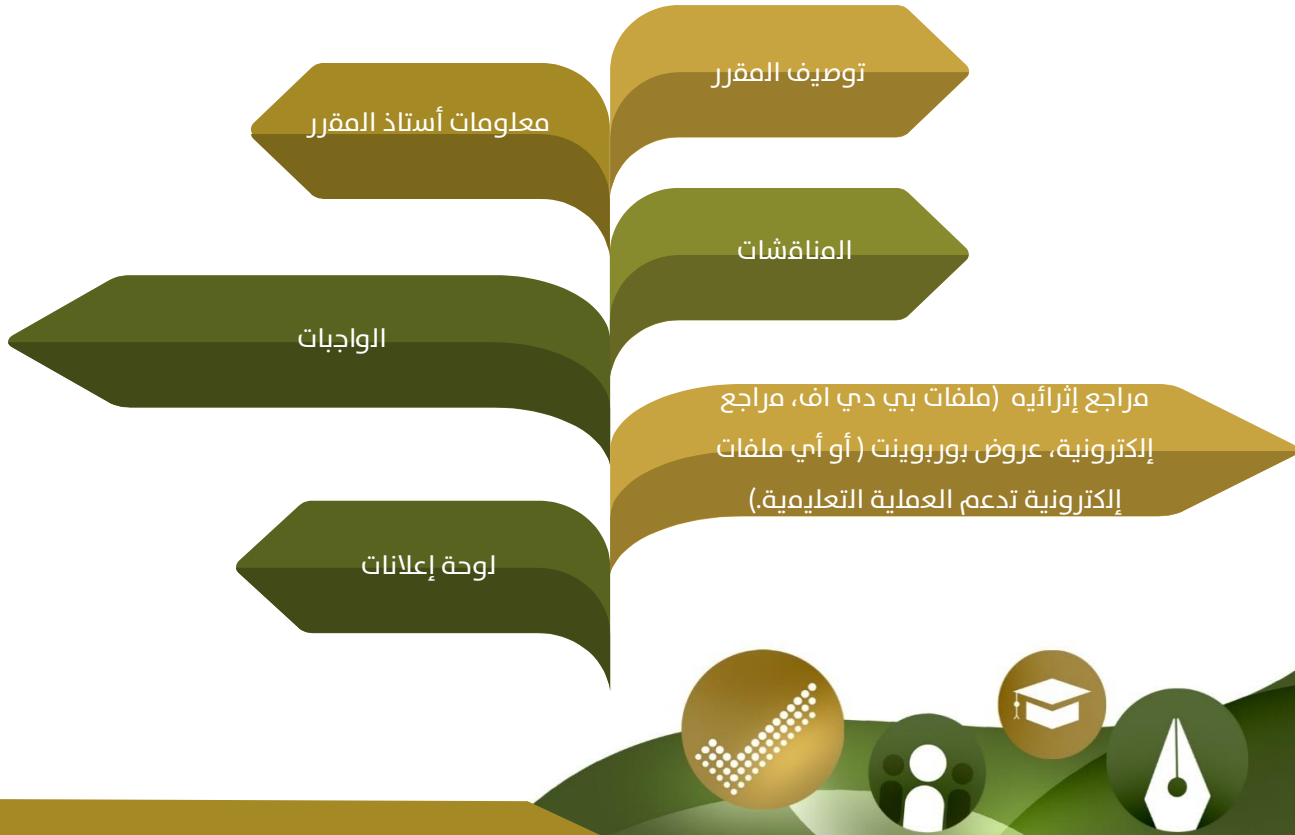 توصيف المقرر
معلومات أستاذ المقرر
المناقشات
الواجبات
مراجع إثرائيه (ملفات بي دي اف، مراجع
إلكترونية، عروض بوربوينت ( أو أي ملفات
إلكترونية تدعم العملية التعليمية.)
لوحة إعلانات